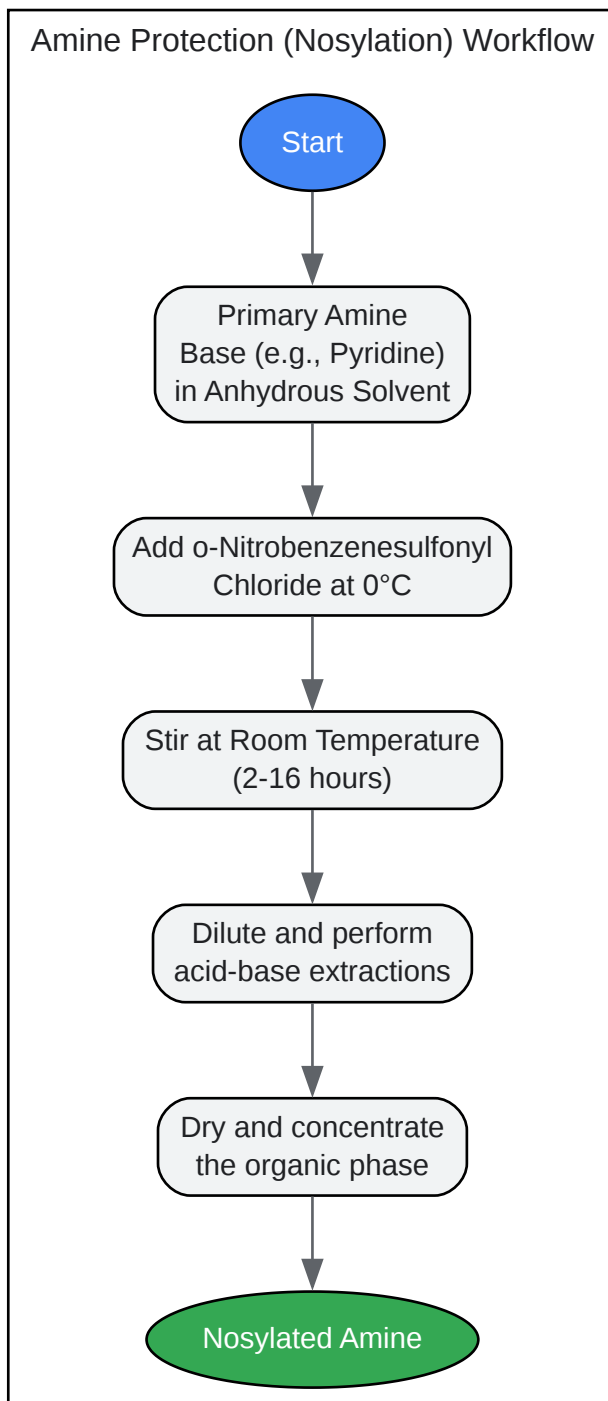 Amine Protection (Nosylation) Workflow
Start
Primary Amine
Base (e.g., Pyridine)
in Anhydrous Solvent
Add o-Nitrobenzenesulfonyl
Chloride at 0°C
Stir at Room Temperature
(2-16 hours)
Dilute and perform
acid-base extractions
Dry and concentrate
the organic phase
Nosylated Amine